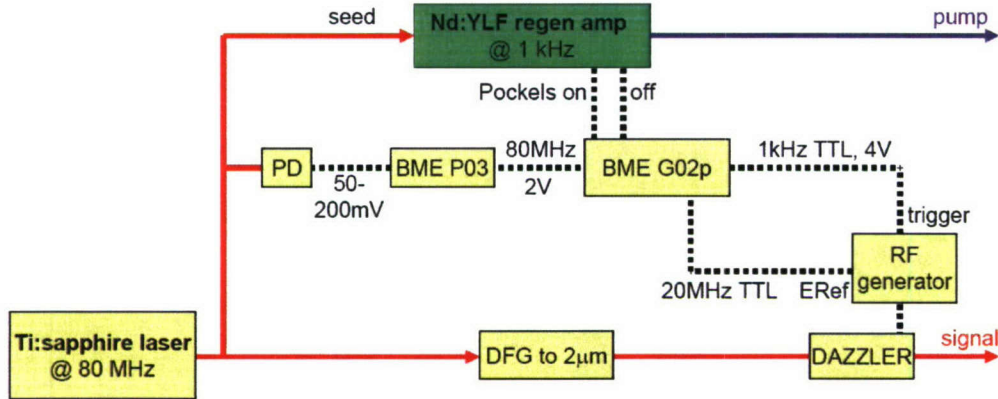 seed
Nd:YLF regen amp
@ 1 kHz
pump
Pockels on
off
PD
50-
200mV
BME P03
80MHz
2V
BME G02p
1kHz TTL, 4V
trigger
RF
generator
20MHz TTL
ERef
Ti:sapphire laser
@ 80 MHz
DFG to 2μm
DAZZLER
signal